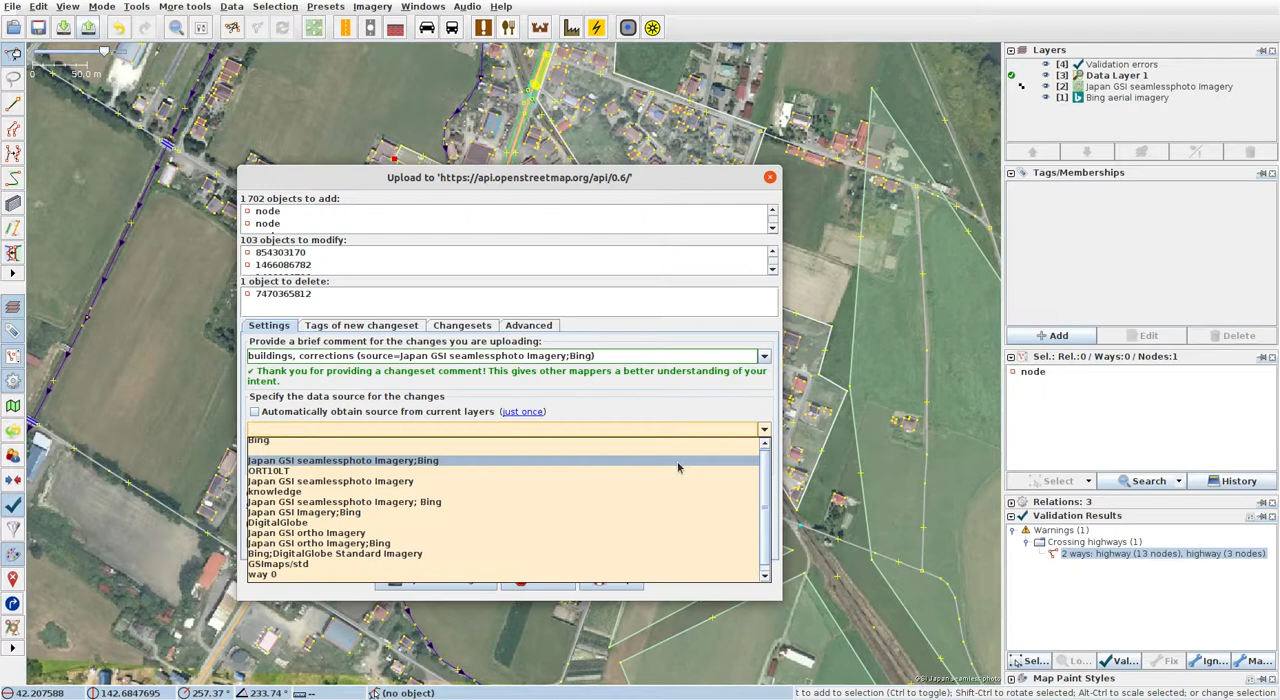 File Edit View Mode Tools More tools Data Selection Presets Imagery Windows Audio Help
0 50.0 m
Layers
[4] Validation errors
[3] Data Layer 1
[2] Japan GSI seamlessphoto Imagery
[1] Bing aerial imagery
Tags/Memberships
Add Edit Delete
Sel.: Rel.:0 / Ways:0 / Nodes:1
node
Select Search History
Relations: 3
Validation Results
Warnings (1)
Crossing highways (1)
2 ways: highway (13 nodes), highway (3 nodes)
Sel... Lo... Val... Fix Ign... Ma...
Map Paint Styles
Upload to 'https://api.openstreetmap.org/api/0.6/'
1 702 objects to add:
node
node
103 objects to modify:
854303170
1466086782
1 object to delete:
7470365812
Settings Tags of new changeset Changesets Advanced
Provide a brief comment for the changes you are uploading:
buildings, corrections (source=Japan GSI seamlessphoto Imagery;Bing)
✔ Thank you for providing a changeset comment! This gives other mappers a better understanding of your
intent.
Specify the data source for the changes
Automatically obtain source from current layers (just once)
Bing
Japan GSI seamlessphoto Imagery;Bing
ORT10LT
Japan GSI seamlessphoto Imagery
knowledge
Japan GSI seamlessphoto Imagery; Bing
Japan GSI Imagery;Bing
DigitalGlobe
Japan GSI ortho Imagery
Japan GSI ortho Imagery;Bing
Bing;DigitalGlobe Standard Imagery
GSImaps/std
way 0
42.207588 142.6847695 257.37° 233.74° -- (no object) t to add to selection (Ctrl to toggle); Shift-Ctrl to rotate selected; Alt-Ctrl to scale selected; or change selection